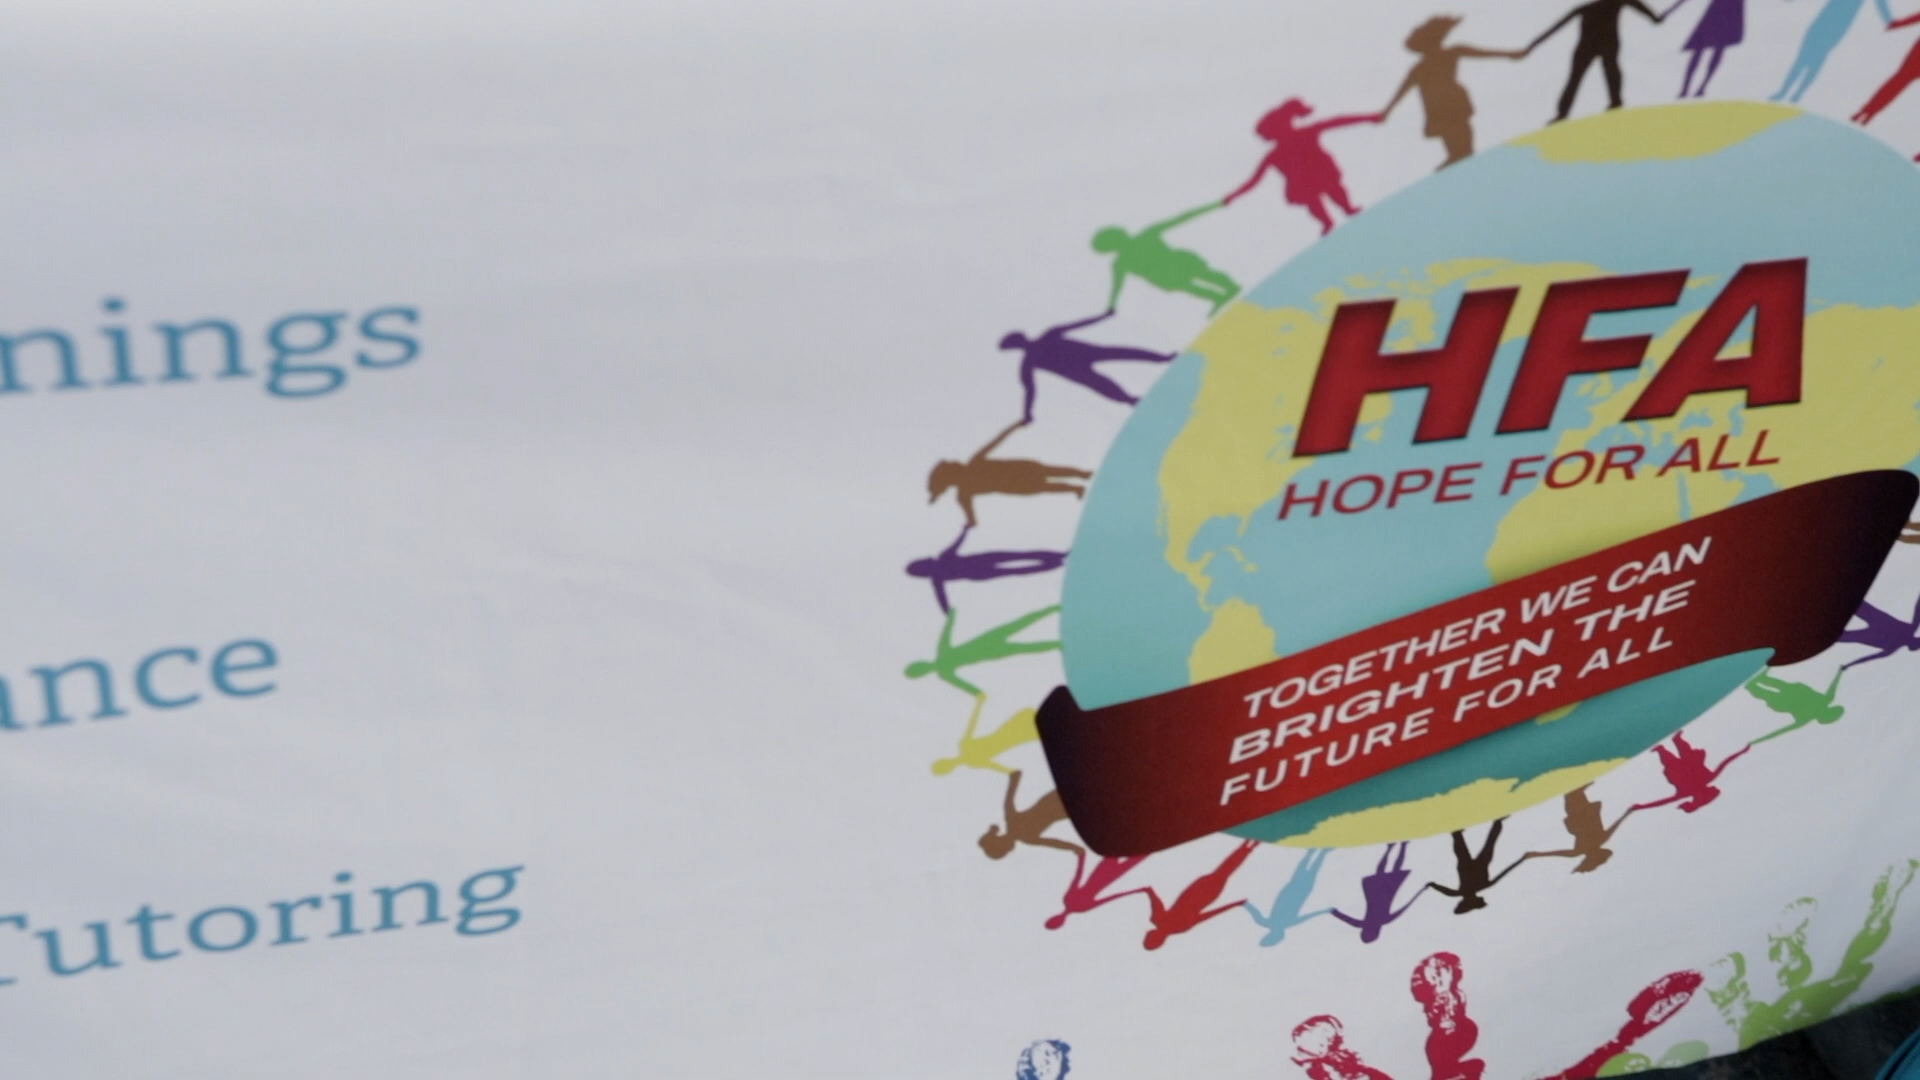 nings
ance
Tutoring
HFA
HOPE FOR ALL
TOGETHER WE CAN
BRIGHTEN THE
FUTURE FOR ALL